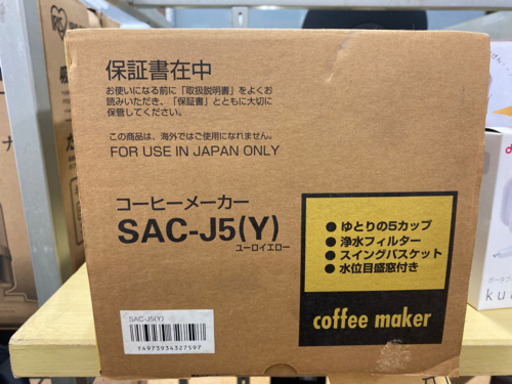 保証書在中
お使いになる前に「取扱説明書」をよくお
読みいただき、「保証書」とともに大切に
保管してください。
この商品は、海外ではご使用になれません。
FOR USE IN JAPAN ONLY
コーヒーメーカー
SAC-J5(Y)
ユーロイエロー
●ゆとりの5カップ
●浄水フィルター
●スイングバスケット
●水位目盛窓付き
coffee maker
SAC-J5(Y)
T4973934327597